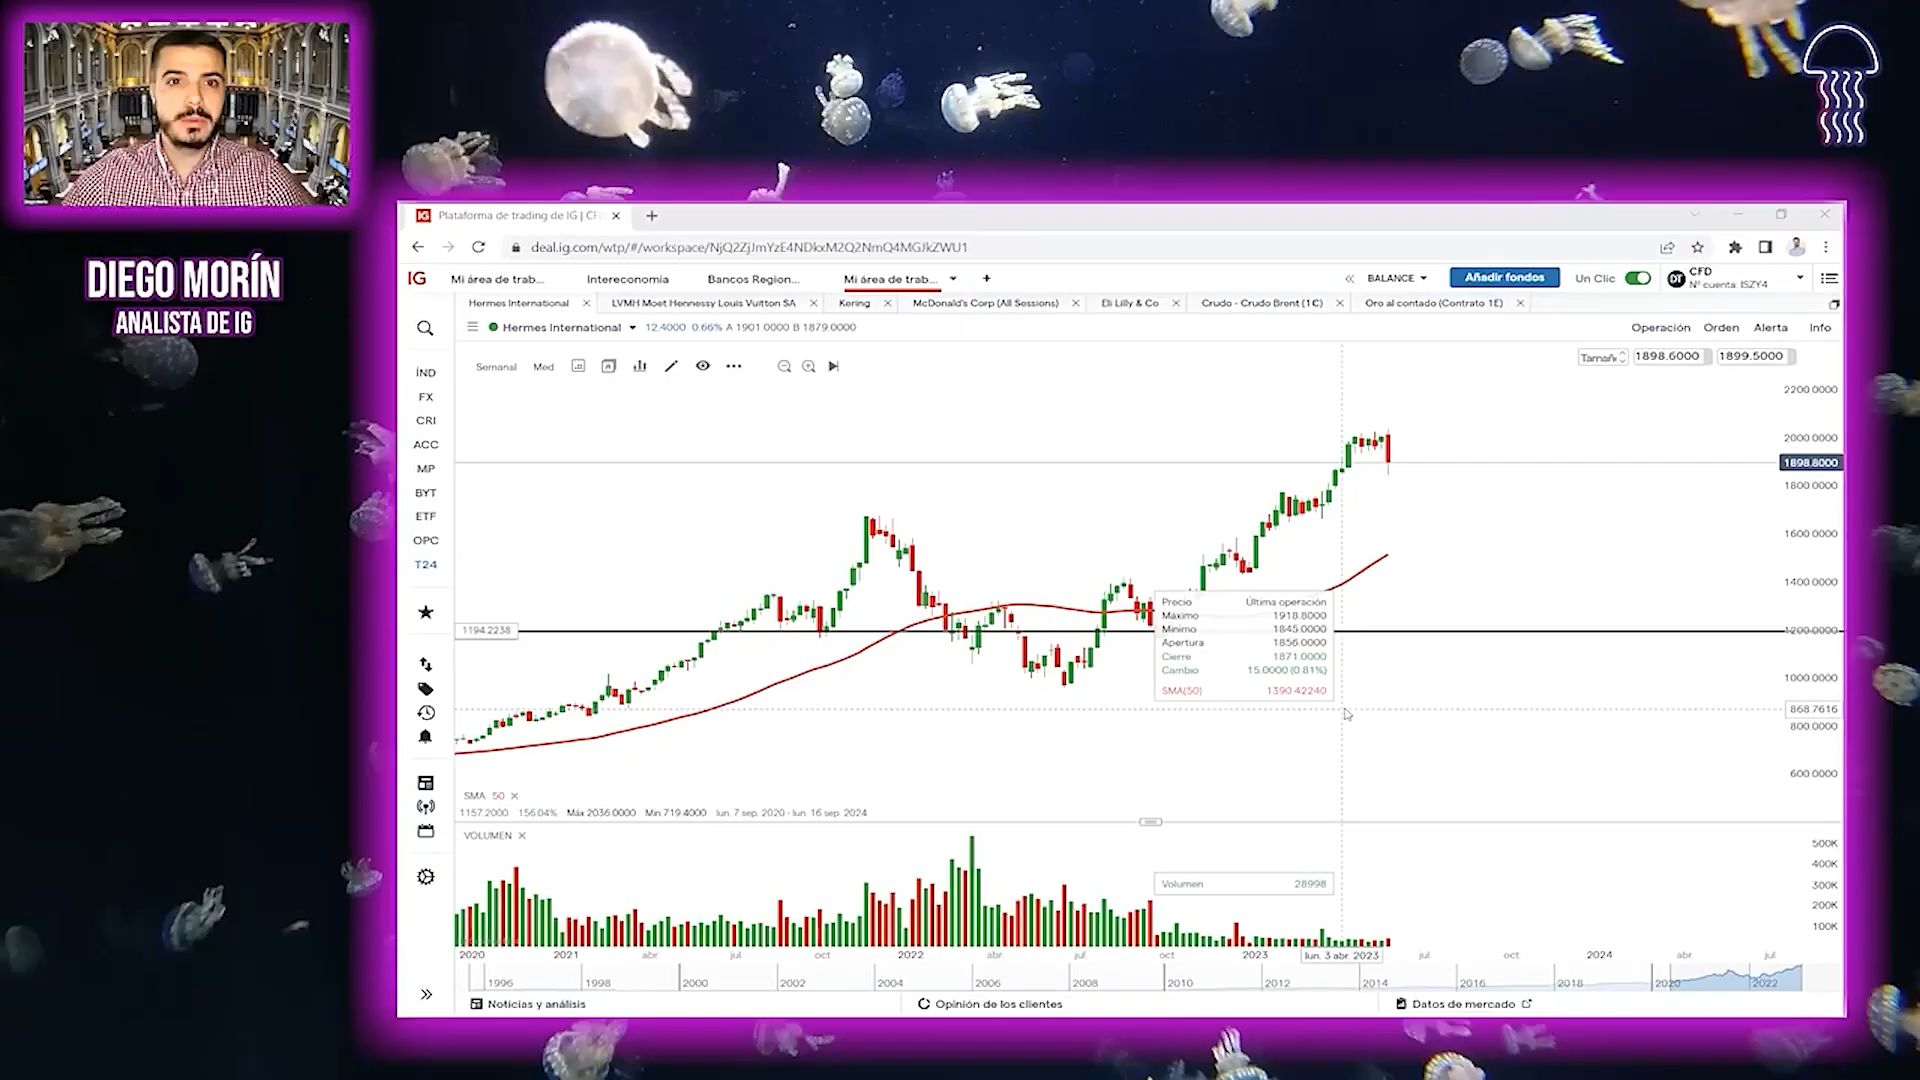 DIEGO MORÍN
ANALISTA DE IG
IG Plataforma de trading de IG | CF
deal.ig.com/wtp/#/workspace/NjQ2ZjJmYzE4NDkxM2Q2NmQ4MGJkZWU1
IG Mi área de trab... Intereconomía Bancos Region... Mi área de trab... BALANCE Añadir fondos Un Clic DT CFD
Nº cuenta: ISZY4
Hermes International LVMH Moet Hennessy Louis Vuitton SA Kering McDonald's Corp (All Sessions) Eli Lilly & Co Crudo - Crudo Brent (1€) Oro al contado (Contrato 1E)
Hermes International 12.4000 0.66% A 1901.0000 B 1879.0000 Operación Orden Alerta Info
Semanal Med Tamañ 1898.6000 1899.5000
ÍND
FX
CRI
ACC
MP
BYT
ETF
OPC
T24
2200.0000
2000.0000
1898.8000
1800.0000
1600.0000
1400.0000
1200.0000
1000.0000
868.7616
800.0000
600.0000
1194.2238
Precio Última operación
Máximo 1918.8000
Mínimo 1845.0000
Apertura 1856.0000
Cierre 1871.0000
Cambio 15.0000 (0.81%)
SMA(50) 1390.42240
SMA 50
1157.2000 156.04% Máx 2036.0000 Mín 719.4000 lun. 7 sep. 2020 - lun. 16 sep. 2024
VOLUMEN
Volumen 28998
500K
400K
300K
200K
100K
2020 2021 abr jul oct 2022 abr jul. oct 2023 lun. 3 abr. 2023 jul. oct. 2024 abr jul.
1996 1998 2000 2002 2004 2006 2008 2010 2012 2014 2016 2018 2020 2022
Noticias y análisis Opinión de los clientes Datos de mercado